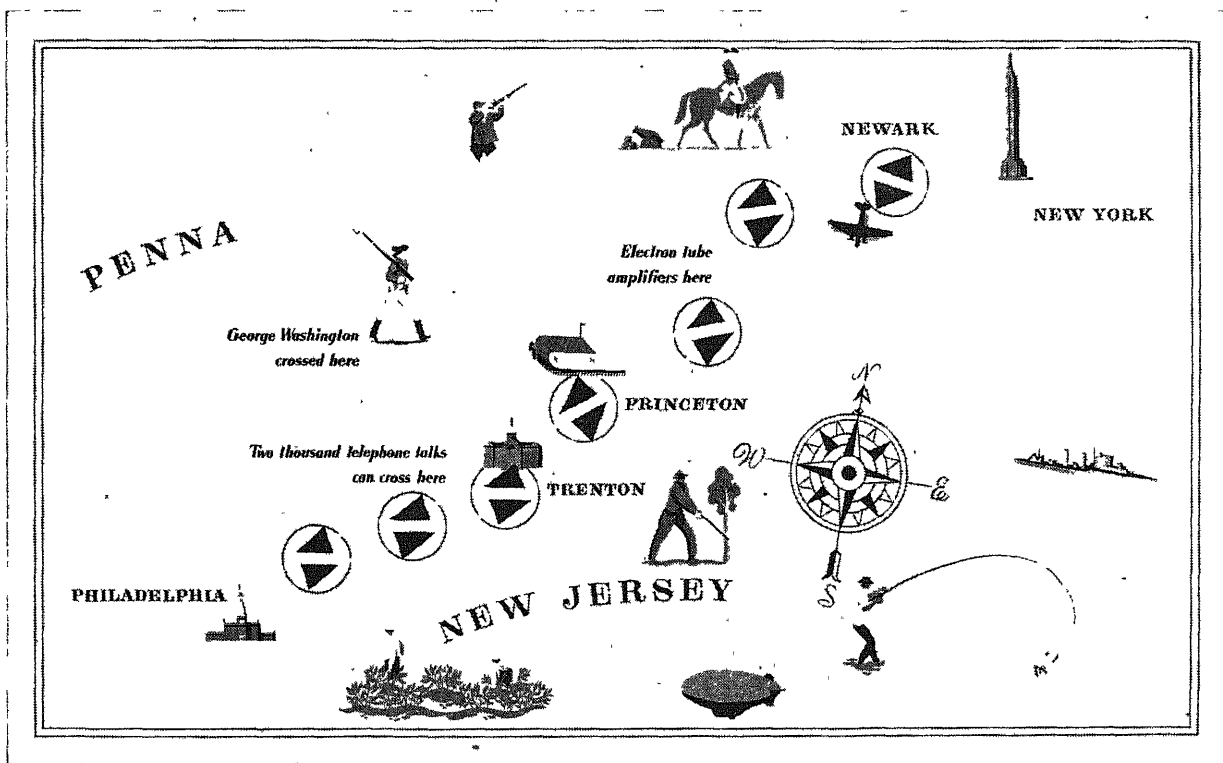 NEWARK
NEW YORK
PENNA
Electron tube
amplifiers here
George Washington
crossed here
N
PRINCETON
Two thousand telephone talks
can cross here
W
E
TRENTON
PHILADELPHIA
NEW JERSEY
S